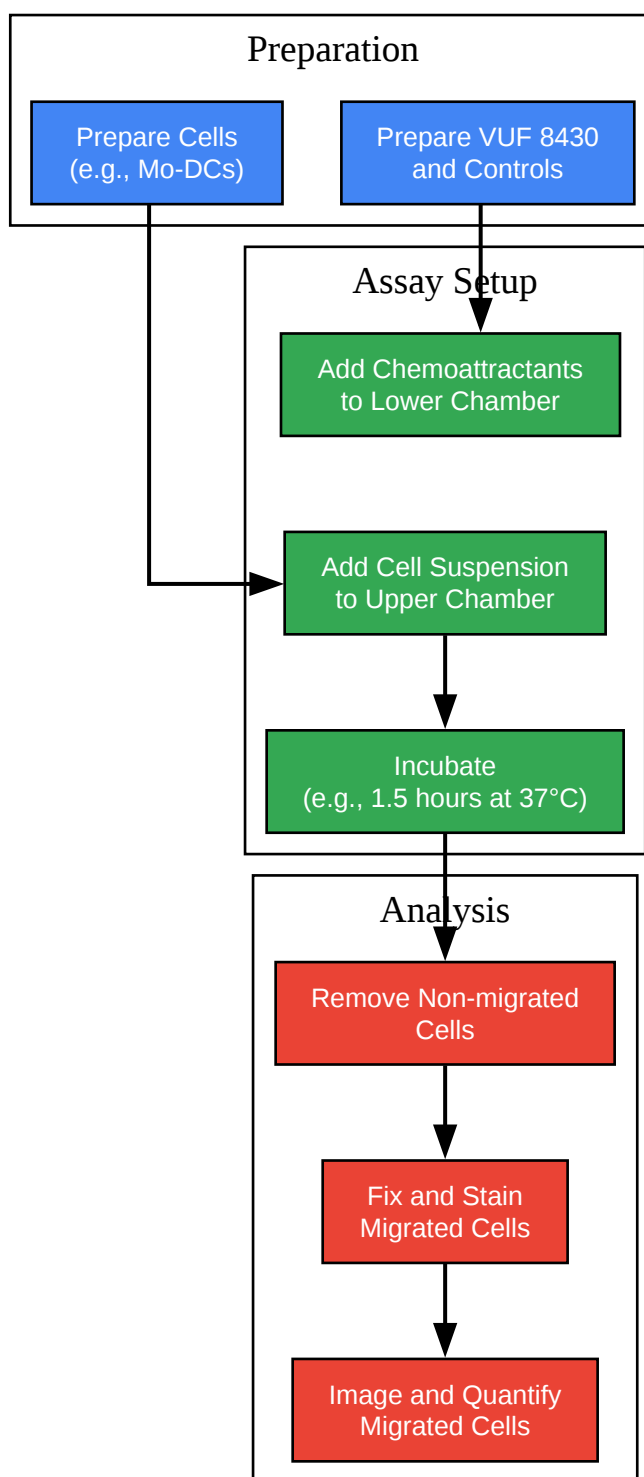 Preparation
Prepare Cells
(e.g., Mo-DCs)
Prepare VUF 8430
and Controls
Assay Setup
Add Chemoattractants
to Lower Chamber
Add Cell Suspension
to Upper Chamber
Incubate
(e.g., 1.5 hours at 37°C)
Analysis
Remove Non-migrated
Cells
Fix and Stain
Migrated Cells
Image and Quantify
Migrated Cells